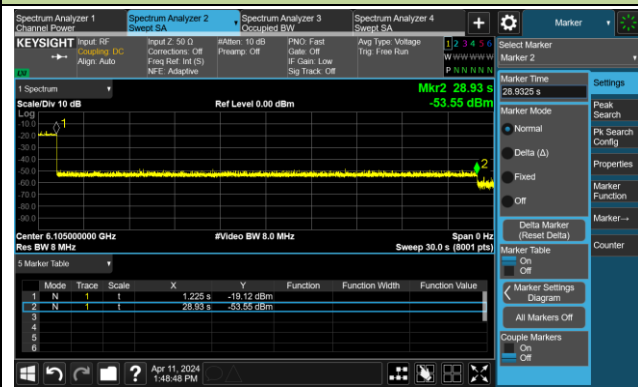 Spectrum Analyzer 1
Channel Power
Spectrum Analyzer 2
Swept SA
Spectrum Analyzer 3
Occupied BW
Spectrum Analyzer 4
Swept SA
+
Marker
KEYSIGHT
Input: RF
Coupling: DC
Align: Auto
Input Z: 50 Ω
Corrections: Off
Freq Ref: Int (S)
NFE: Adaptive
#Atten: 10 dB
Preamp: Off
PNO: Fast
Gate: Off
IF Gain: Low
Sig Track: Off
Avg Type: Voltage
Trig: Free Run
1 2 3 4 5 6
W W W W W W
P N N N N N
Select Marker
Marker 2
1 Spectrum
Mkr2 28.93 s
Scale/Div 10 dB
Ref Level 0.00 dBm
-53.55 dBm
Log
-10.0
-20.0
-30.0
-40.0
-50.0
-60.0
-70.0
-80.0
-90.0
1
2
Center 6.105000000 GHz
#Video BW 8.0 MHz
Span 0 Hz
Res BW 8 MHz
Sweep 30.0 s (8001 pts)
5 Marker Table
Mode Trace Scale X Y Function Function Width Function Value
1 N 1 t 1.225 s -19.12 dBm
2 N 1 t 28.93 s -53.55 dBm
3
4
5
6
Marker Time
28.9325 s
Marker Mode
Normal
Delta (Δ)
Fixed
Off
Delta Marker
(Reset Delta)
Marker Table
On
Off
Marker Settings
Diagram
All Markers Off
Couple Markers
On
Off
Settings
Peak
Search
Pk Search
Config
Properties
Marker
Function
Marker→
Counter
?
Apr 11, 2024
1:48:48 PM